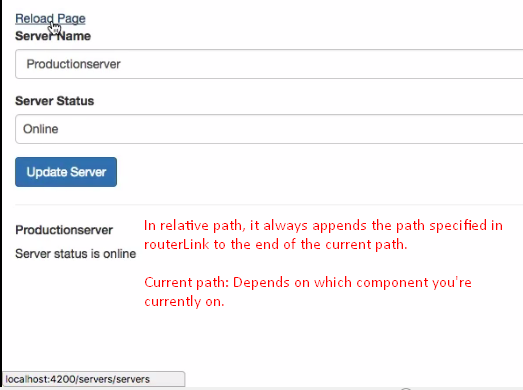 Reload Page
Server Name
Productionserver
Server Status
Online
Update Server
Productionserver
Server status is online
In relative path, it always appends the path specified in
routerLink to the end of the current path.
Current path: Depends on which component you're
currently on.
localhost:4200/servers/servers